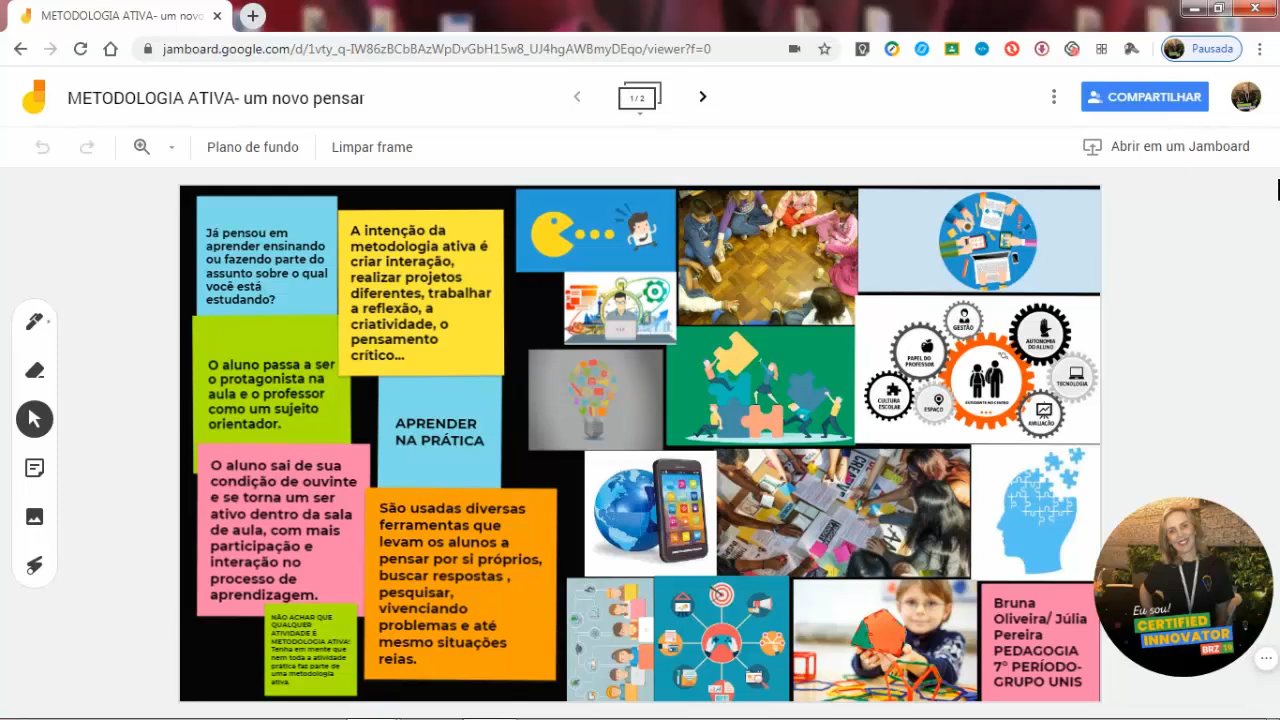 METODOLOGIA ATIVA- um novo
jamboard.google.com/d/1vty_q-IW86zBCbBAzWpDvGbH15w8_UJ4hgAWBmyDEqo/viewer?f=0
Pausada
METODOLOGIA ATIVA- um novo pensar
1 / 2
COMPARTILHAR
Plano de fundo
Limpar frame
Abrir em um Jamboard
Já pensou em
aprender ensinando
ou fazendo parte do
assunto sobre o qual
você está
estudando?
A intenção da
metodologia ativa é
criar interação,
realizar projetos
diferentes, trabalhar
a reflexão, a
criatividade, o
pensamento
crítico...
O aluno passa a ser
o protagonista na
aula e o professor
como um sujeito
orientador.
APRENDER
NA PRÁTICA
O aluno sai de sua
condição de ouvinte
e se torna um ser
ativo dentro da sala
de aula, com mais
participação e
interação no
processo de
aprendizagem.
São usadas diversas
ferramentas que
levam os alunos a
pensar por si próprios,
buscar respostas ,
pesquisar,
vivenciando
problemas e até
mesmo situações
reias.
NÃO ACHAR QUE
QUALQUER
ATIVIDADE É
METODOLOGIA ATIVA!
Tenha em mente que
nem toda a atividade
prática faz parte de
uma metodologia
ativa.
GESTÃO
AUTONOMIA
DO ALUNO
PAPEL DO
PROFESSOR
TECNOLOGIA
CULTURA
ESCOLAR
ESPAÇO
ESTUDANTE NO CENTRO
AVALIAÇÃO
Bruna
Oliveira/ Júlia
Pereira
PEDAGOGIA
7º PERÍODO-
GRUPO UNIS
Eu sou!
CERTIFIED
INNOVATOR
BRZ 19